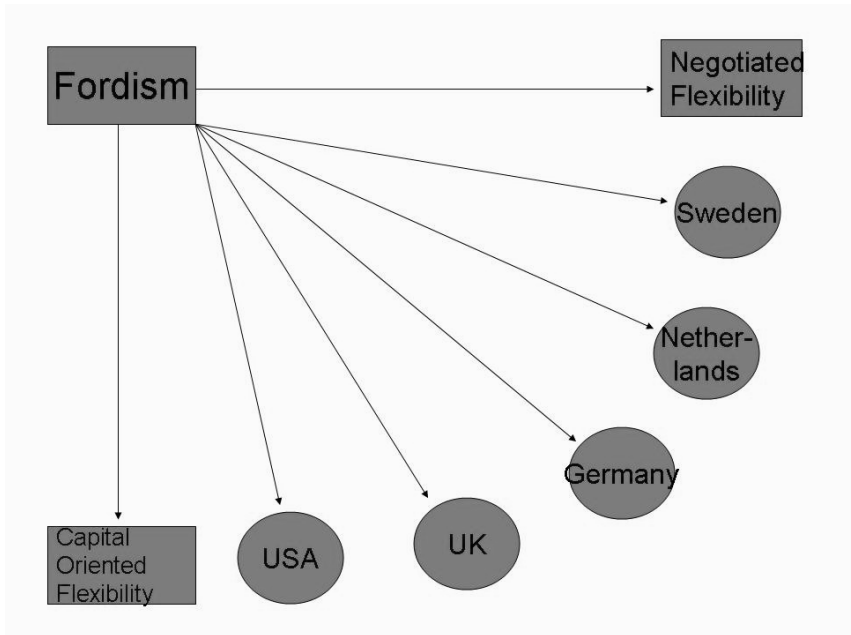 Fordism
Negotiated
Flexibility
Sweden
Nether-
lands
Germany
UK
USA
Capital
Oriented
Flexibility